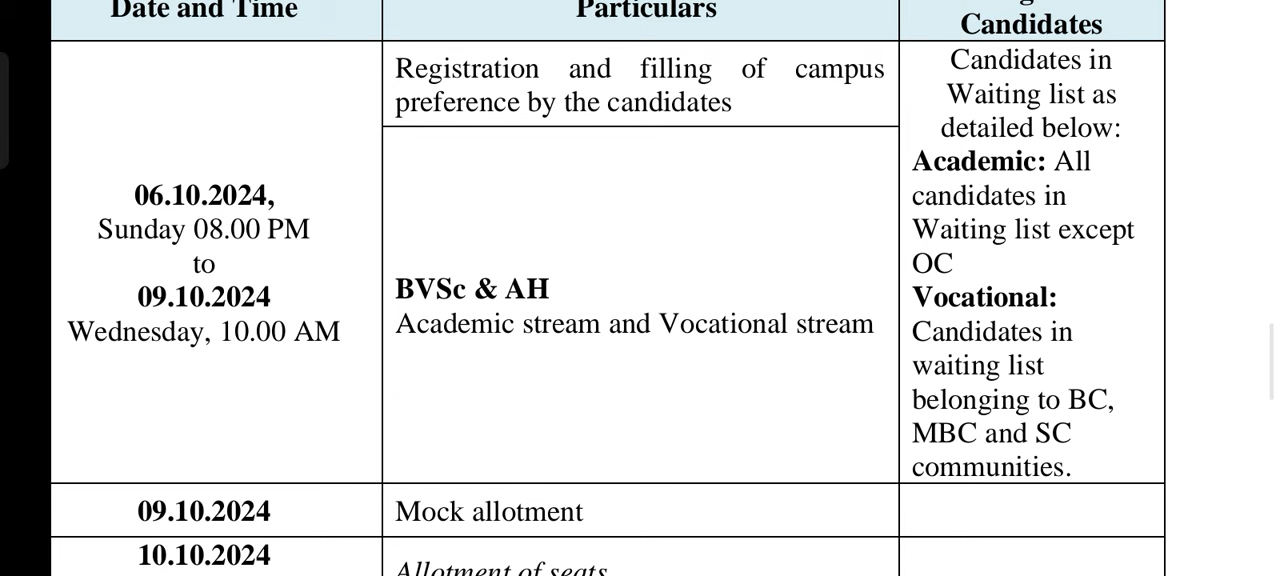 Date and Time
Particulars
Candidates
06.10.2024,
Sunday 08.00 PM
to
09.10.2024
Wednesday, 10.00 AM
Registration and filling of campus
preference by the candidates
BVSc & AH
Academic stream and Vocational stream
Candidates in
Waiting list as
detailed below:
Academic: All
candidates in
Waiting list except
OC
Vocational:
Candidates in
waiting list
belonging to BC,
MBC and SC
communities.
09.10.2024
Mock allotment
10.10.2024
Allotment of seats